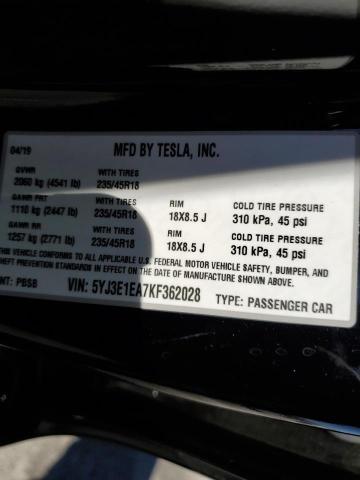 04/19 MFD BY TESLA, INC.
GVWR WITH TIRES
2060 kg (4541 lb) 235/45R18 RIM COLD TIRE PRESSURE
GAWR FRT WITH TIRES
1110 kg (2447 lb) 235/45R18 18X8.5 J 310 kPa, 45 psi
GAWR RR WITH TIRES RIM COLD TIRE PRESSURE
1257 kg (2771 lb) 235/45R18 18X8.5 J 310 kPa, 45 psi
CONFORMS TO ALL APPLICABLE U.S. FEDERAL MOTOR VEHICLE SAFETY, BUMPER, AND
THEFT PREVENTION STANDARDS IN EFFECT ON THE DATE OF MANUFACTURE SHOWN ABOVE.
NT: PBSB VIN: 5YJ3E1EA7KF362028 TYPE: PASSENGER CAR